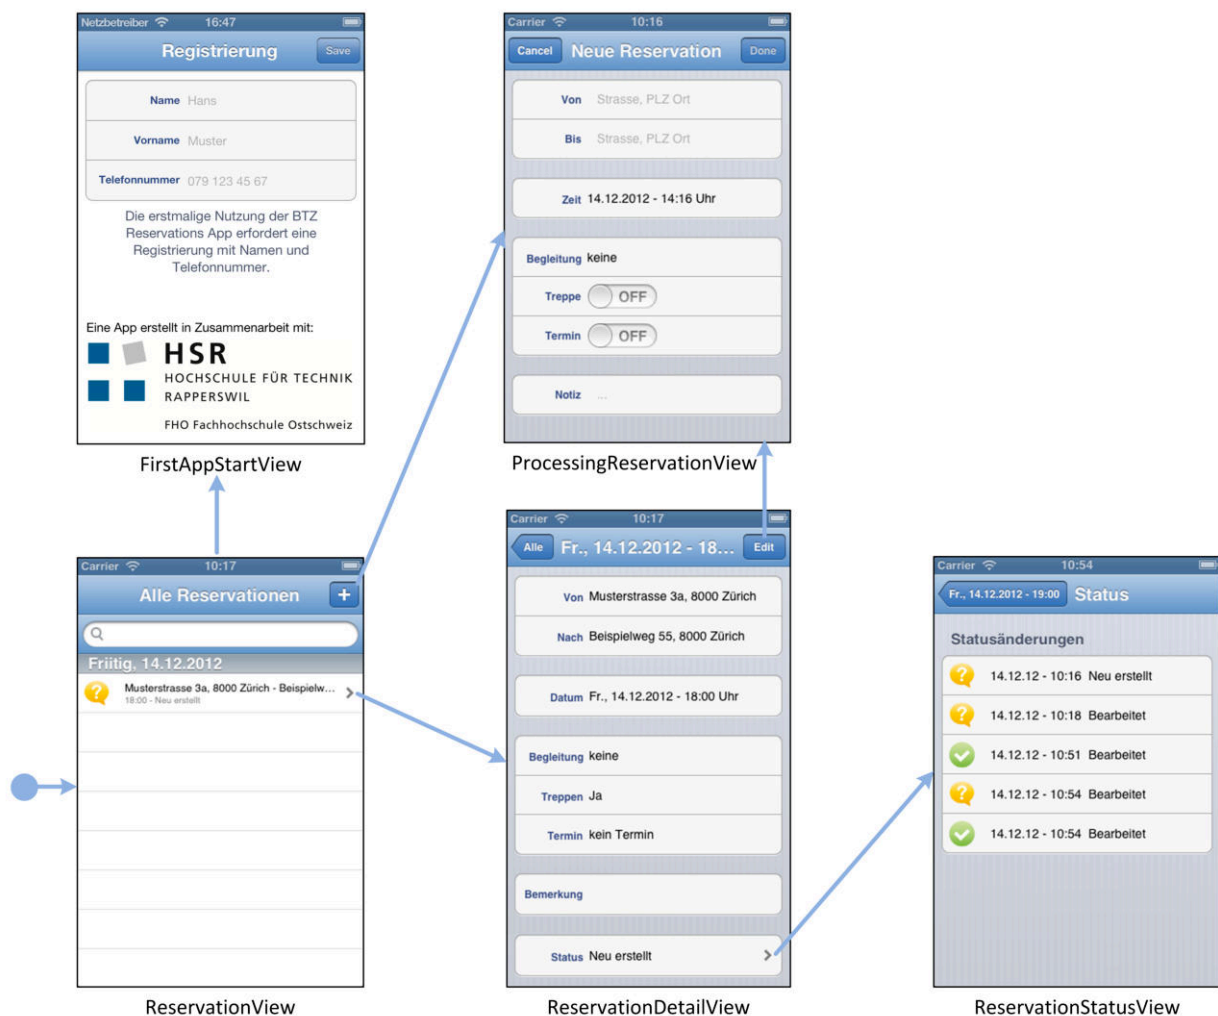 Netzbetreiber 16:47
Registrierung Save
Name Hans
Vorname Muster
Telefonnummer 079 123 45 67
Die erstmalige Nutzung der BTZ
Reservations App erfordert eine
Registrierung mit Namen und
Telefonnummer.
Eine App erstellt in Zusammenarbeit mit:
HSR
HOCHSCHULE FÜR TECHNIK
RAPPERSWIL
FHO Fachhochschule Ostschweiz
FirstAppStartView
Carrier 10:16
Cancel Neue Reservation Done
Von Strasse, PLZ Ort
Bis Strasse, PLZ Ort
Zeit 14.12.2012 - 14:16 Uhr
Begleitung keine
Treppe OFF
Termin OFF
Notiz ...
ProcessingReservationView
Carrier 10:17
Alle Reservationen +
Friitig, 14.12.2012
Musterstrasse 3a, 8000 Zürich - Beispielw...
18:00 - Neu erstellt
ReservationView
Carrier 10:17
Alle Fr., 14.12.2012 - 18... Edit
Von Musterstrasse 3a, 8000 Zürich
Nach Beispielweg 55, 8000 Zürich
Datum Fr., 14.12.2012 - 18:00 Uhr
Begleitung keine
Treppen Ja
Termin kein Termin
Bemerkung
Status Neu erstellt
ReservationDetailView
Carrier 10:54
Fr., 14.12.2012 - 19:00 Status
Statusänderungen
14.12.12 - 10:16 Neu erstellt
14.12.12 - 10:18 Bearbeitet
14.12.12 - 10:51 Bearbeitet
14.12.12 - 10:54 Bearbeitet
14.12.12 - 10:54 Bearbeitet
ReservationStatusView